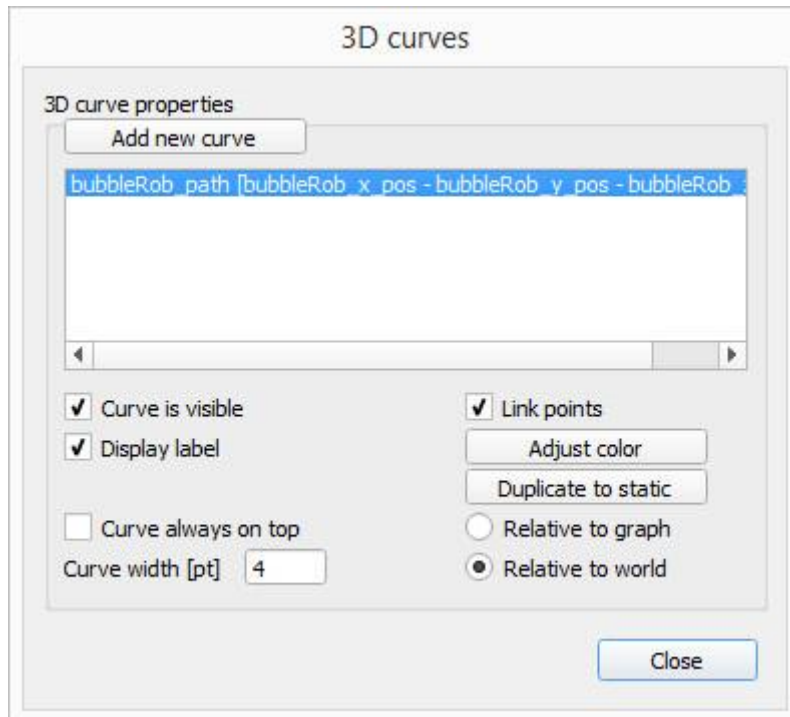 3D curves
3D curve properties
Add new curve
bubbleRob_path [bubbleRob_x_pos - bubbleRob_y_pos - bubbleRob_
Curve is visible
Link points
Display label
Adjust color
Duplicate to static
Curve always on top
Relative to graph
Curve width [pt] 4
Relative to world
Close